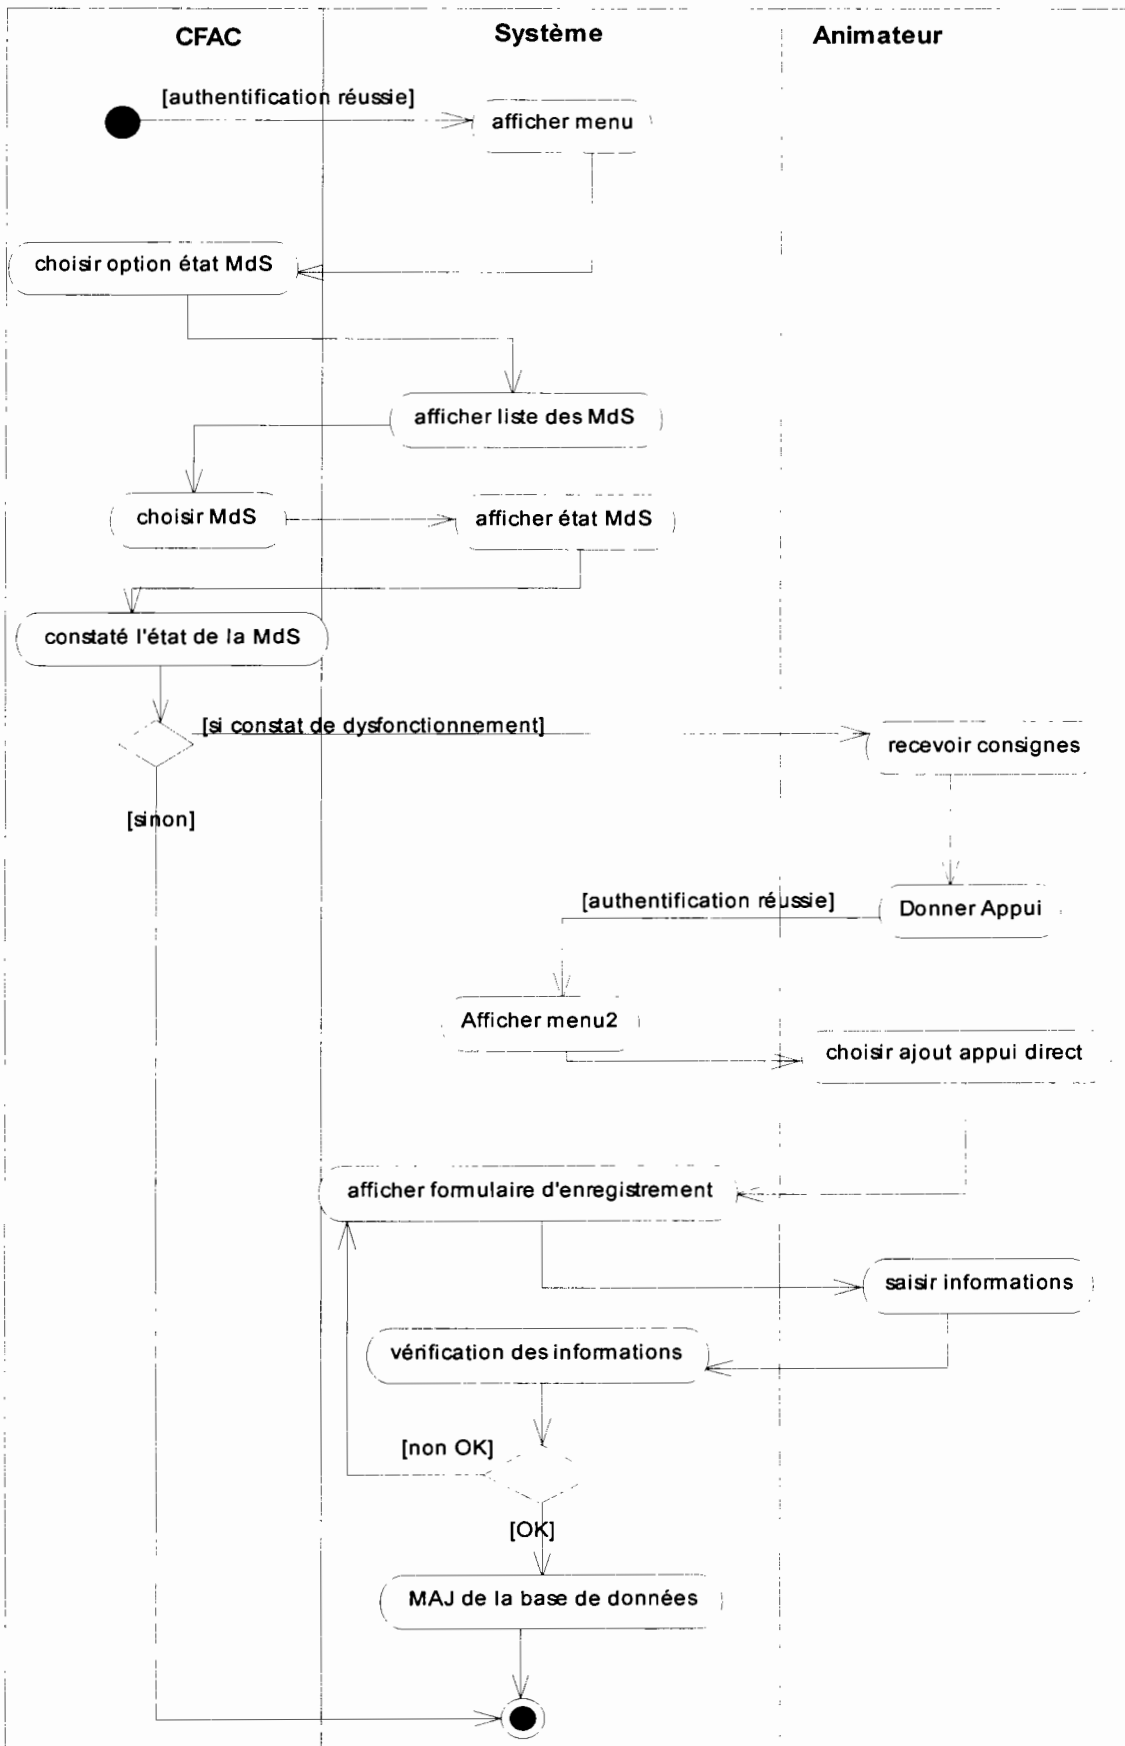 CFAC
Système
Animateur
[authentification réussie]
afficher menu
choisir option état MdS
afficher liste des MdS
choisir MdS
afficher état MdS
constaté l'état de la MdS
[si constat de dysfonctionnement]
recevoir consignes
[sinon]
[authentification réussie]
Donner Appui
Afficher menu2
choisir ajout appui direct
afficher formulaire d'enregistrement
saisir informations
vérification des informations
[non OK]
[OK]
MAJ de la base de données